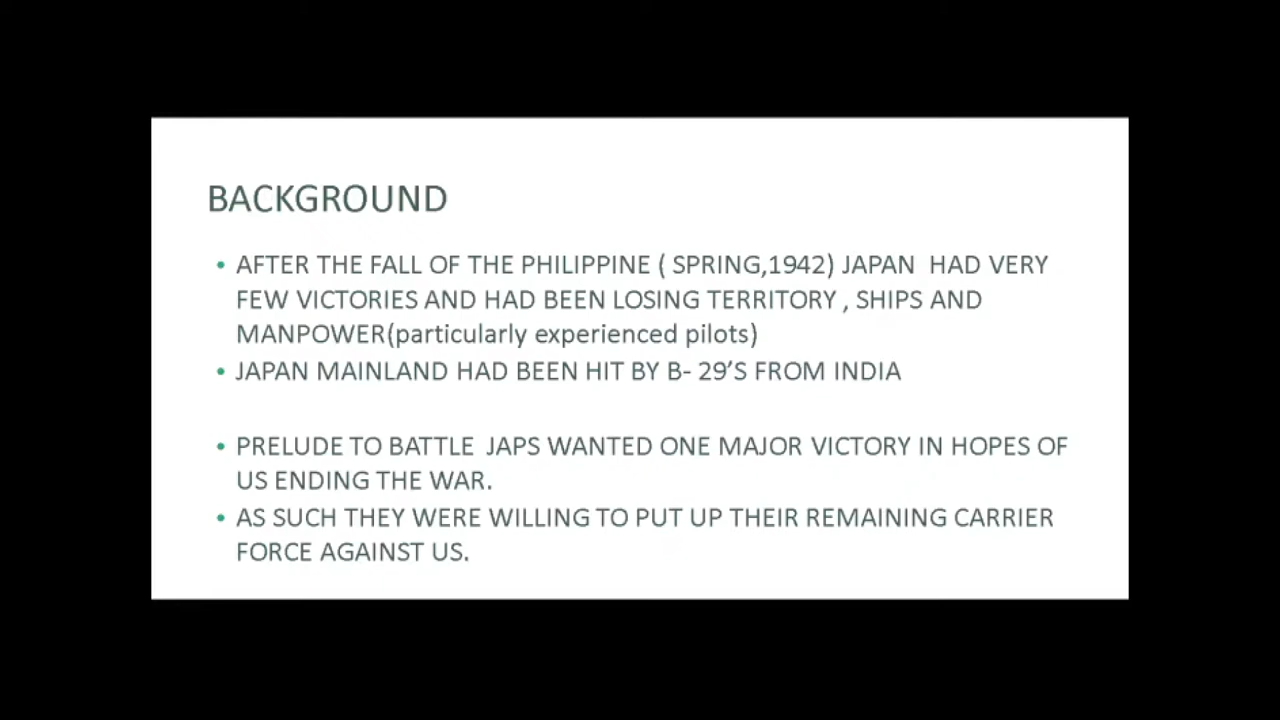 BACKGROUND
• AFTER THE FALL OF THE PHILIPPINE ( SPRING,1942) JAPAN  HAD VERY
FEW VICTORIES AND HAD BEEN LOSING TERRITORY , SHIPS AND
MANPOWER(particularly experienced pilots)
• JAPAN MAINLAND HAD BEEN HIT BY B- 29’S FROM INDIA
• PRELUDE TO BATTLE  JAPS WANTED ONE MAJOR VICTORY IN HOPES OF
US ENDING THE WAR.
• AS SUCH THEY WERE WILLING TO PUT UP THEIR REMAINING CARRIER
FORCE AGAINST US.